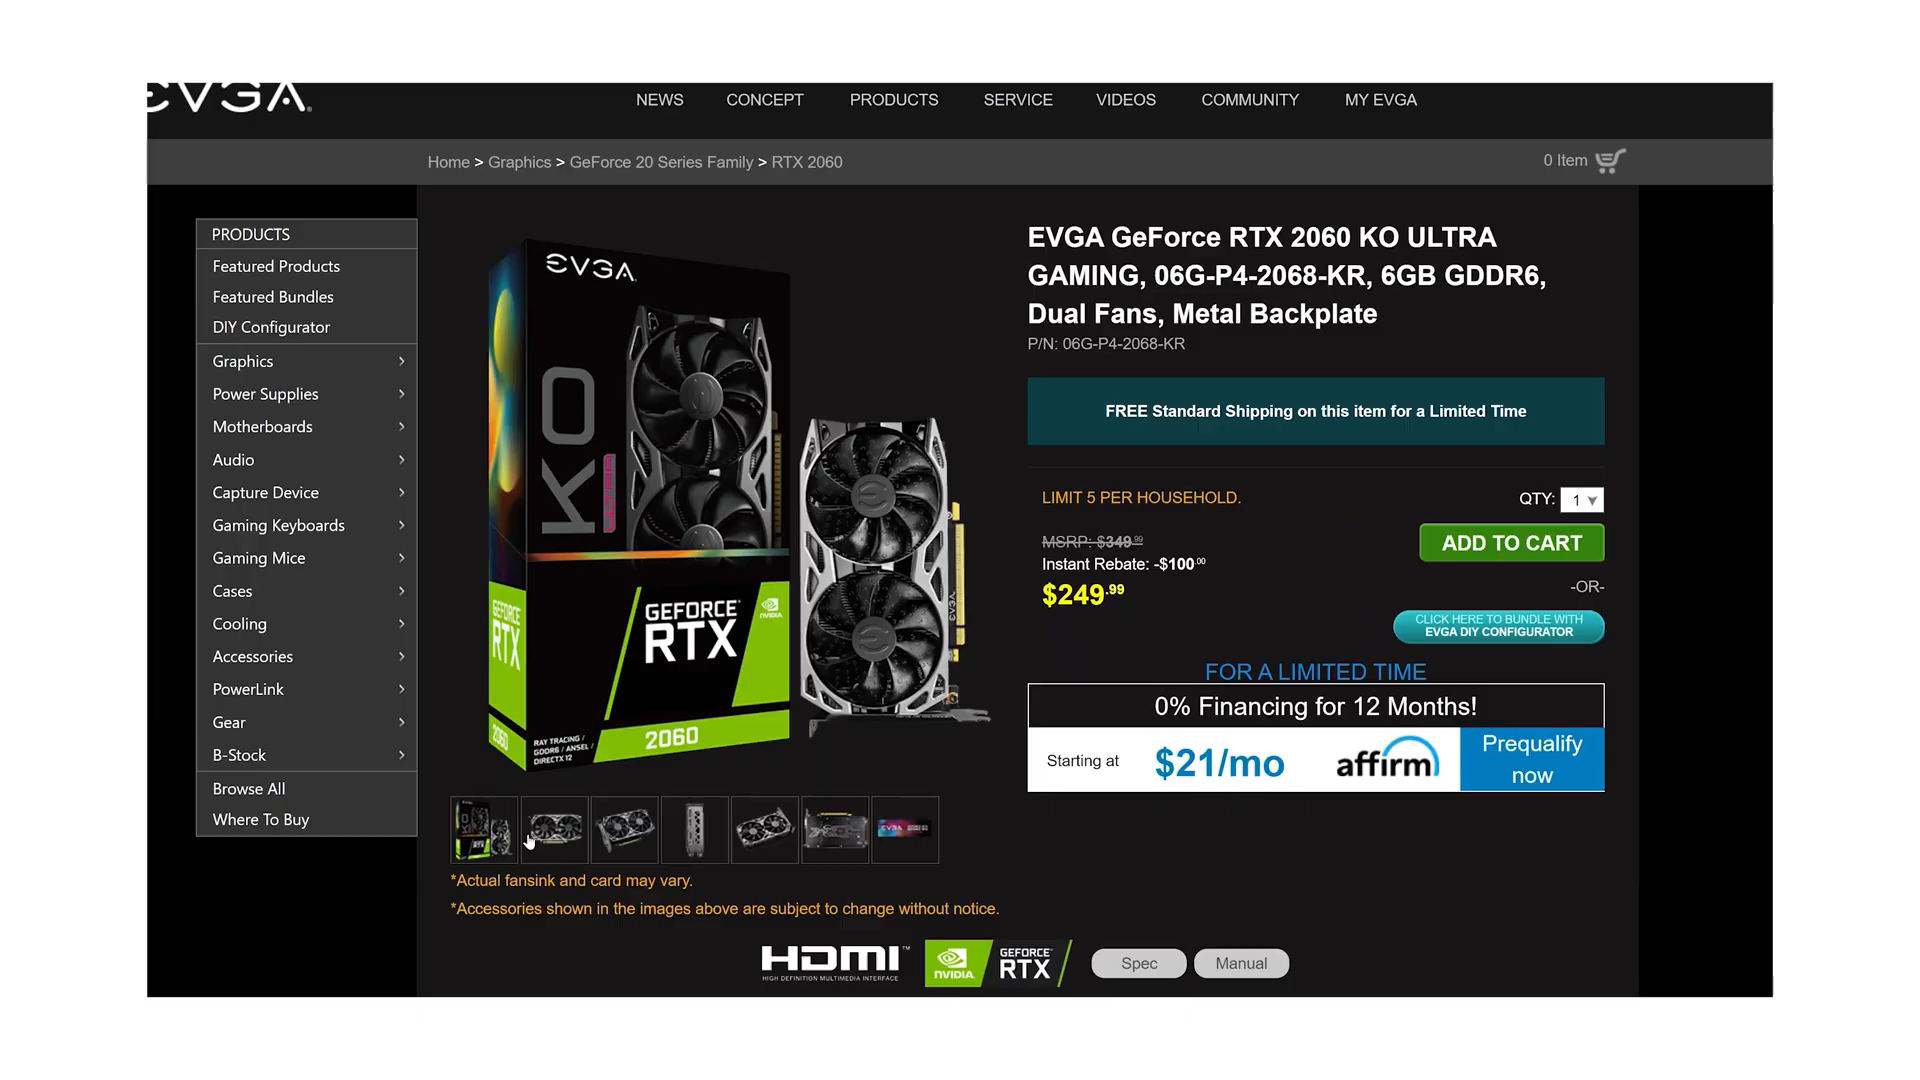 EVGA
NEWS CONCEPT PRODUCTS SERVICE VIDEOS COMMUNITY MY EVGA
Home > Graphics > GeForce 20 Series Family > RTX 2060
0 Item
PRODUCTS
Featured Products
Featured Bundles
DIY Configurator
Graphics
Power Supplies
Motherboards
Audio
Capture Device
Gaming Keyboards
Gaming Mice
Cases
Cooling
Accessories
PowerLink
Gear
B-Stock
Browse All
Where To Buy
EVGA
KO
ULTRA
GEFORCE
RTX
2060
GEFORCE
RTX
NVIDIA
RAY TRACING /
GDDR6 / ANSEL /
DIRECTX 12
2060
EVGA
EVGA GeForce RTX 2060 KO ULTRA
GAMING, 06G-P4-2068-KR, 6GB GDDR6,
Dual Fans, Metal Backplate
P/N: 06G-P4-2068-KR
FREE Standard Shipping on this item for a Limited Time
LIMIT 5 PER HOUSEHOLD.
QTY: 1
MSRP: $349.99
Instant Rebate: -$100.00
$249.99
ADD TO CART
-OR-
CLICK HERE TO BUNDLE WITH
EVGA DIY CONFIGURATOR
FOR A LIMITED TIME
0% Financing for 12 Months!
Starting at $21/mo affirm
Prequalify
now
*Actual fansink and card may vary.
*Accessories shown in the images above are subject to change without notice.
HDMI™
HIGH DEFINITION MULTIMEDIA INTERFACE
NVIDIA.
GEFORCE
RTX
Spec
Manual